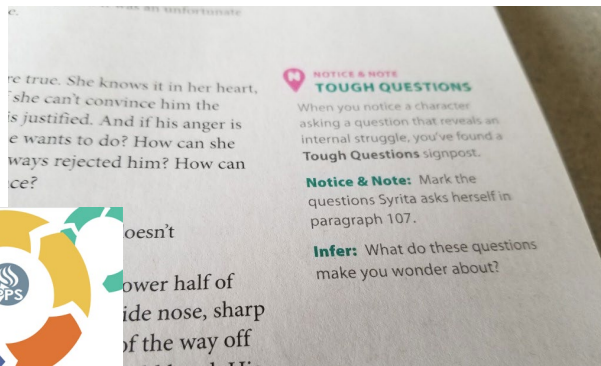 c.
was an unfortunate
re true. She knows it in her heart,
she can't convince him the
is justified. And if his anger is
e wants to do? How can she
ways rejected him? How can
ce?
oesn't
ower half of
ide nose, sharp
of the way off
NOTICE & NOTE
TOUGH QUESTIONS
When you notice a character
asking a question that reveals an
internal struggle, you've found a
Tough Questions signpost.
Notice & Note: Mark the
questions Syrita asks herself in
paragraph 107.
Infer: What do these questions
make you wonder about?
eps